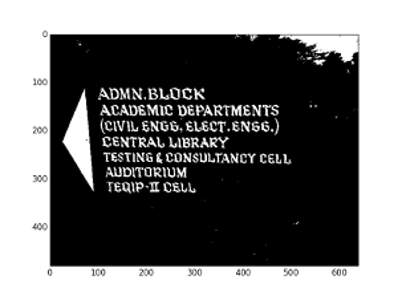 ADMN.BLOCK
ACADEMIC DEPARTMENTS
(CIVIL ENGG, ELECT.ENGG.)
CENTRAL LIBRARY
TESTING & CONSULTANCY CELL
AUDITORIUM
TEQIP-II CELL
0
100
200
300
400
0 100 200 300 400 500 600